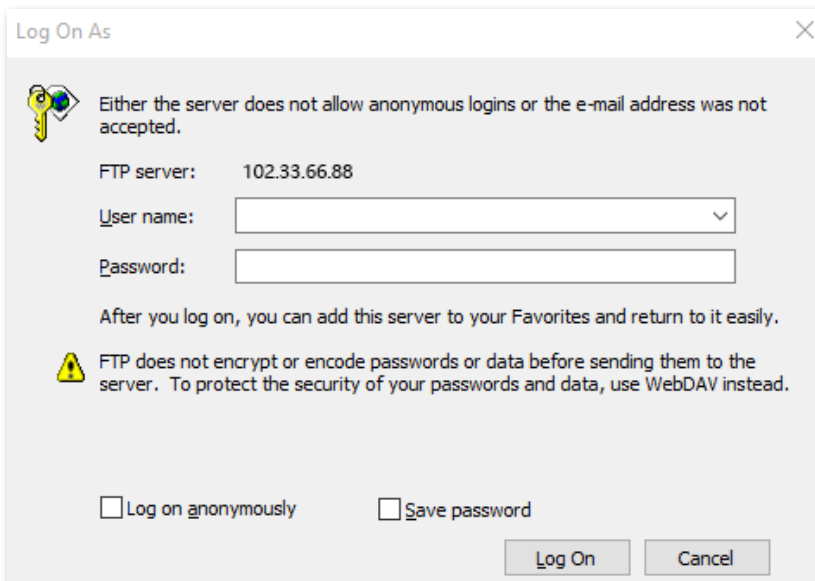 Log On As
Either the server does not allow anonymous logins or the e-mail address was not
accepted.
FTP server: 102.33.66.88
User name:
Password:
After you log on, you can add this server to your Favorites and return to it easily.
FTP does not encrypt or encode passwords or data before sending them to the
server. To protect the security of your passwords and data, use WebDAV instead.
Log on anonymously Save password
Log On Cancel